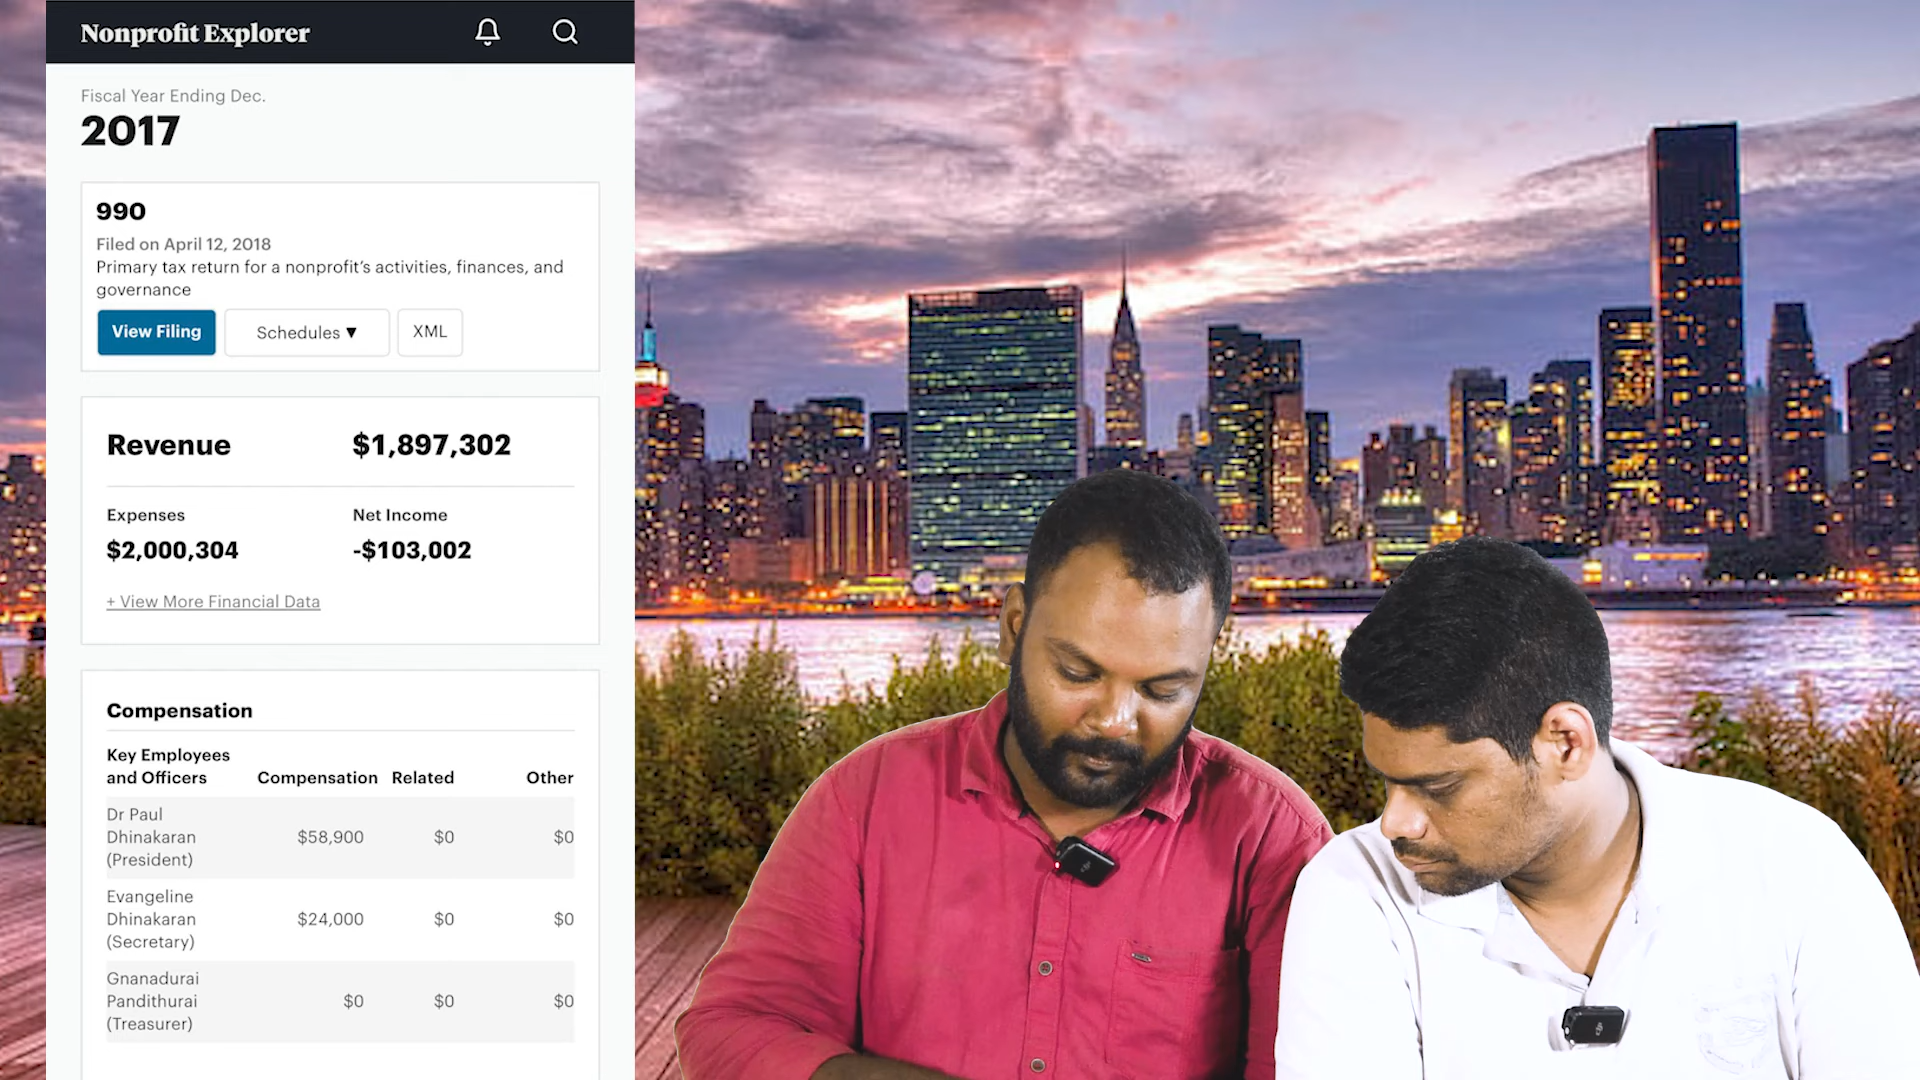 Nonprofit Explorer
Fiscal Year Ending Dec.
2017
990
Filed on April 12, 2018
Primary tax return for a nonprofit's activities, finances, and
governance
View Filing
Schedules ▼
XML
Revenue $1,897,302
Expenses Net Income
$2,000,304 -$103,002
+ View More Financial Data
Compensation
Key Employees
and Officers Compensation Related Other
Dr Paul
Dhinakaran $58,900 $0 $0
(President)
Evangeline
Dhinakaran $24,000 $0 $0
(Secretary)
Gnanadurai
Pandithurai $0 $0 $0
(Treasurer)